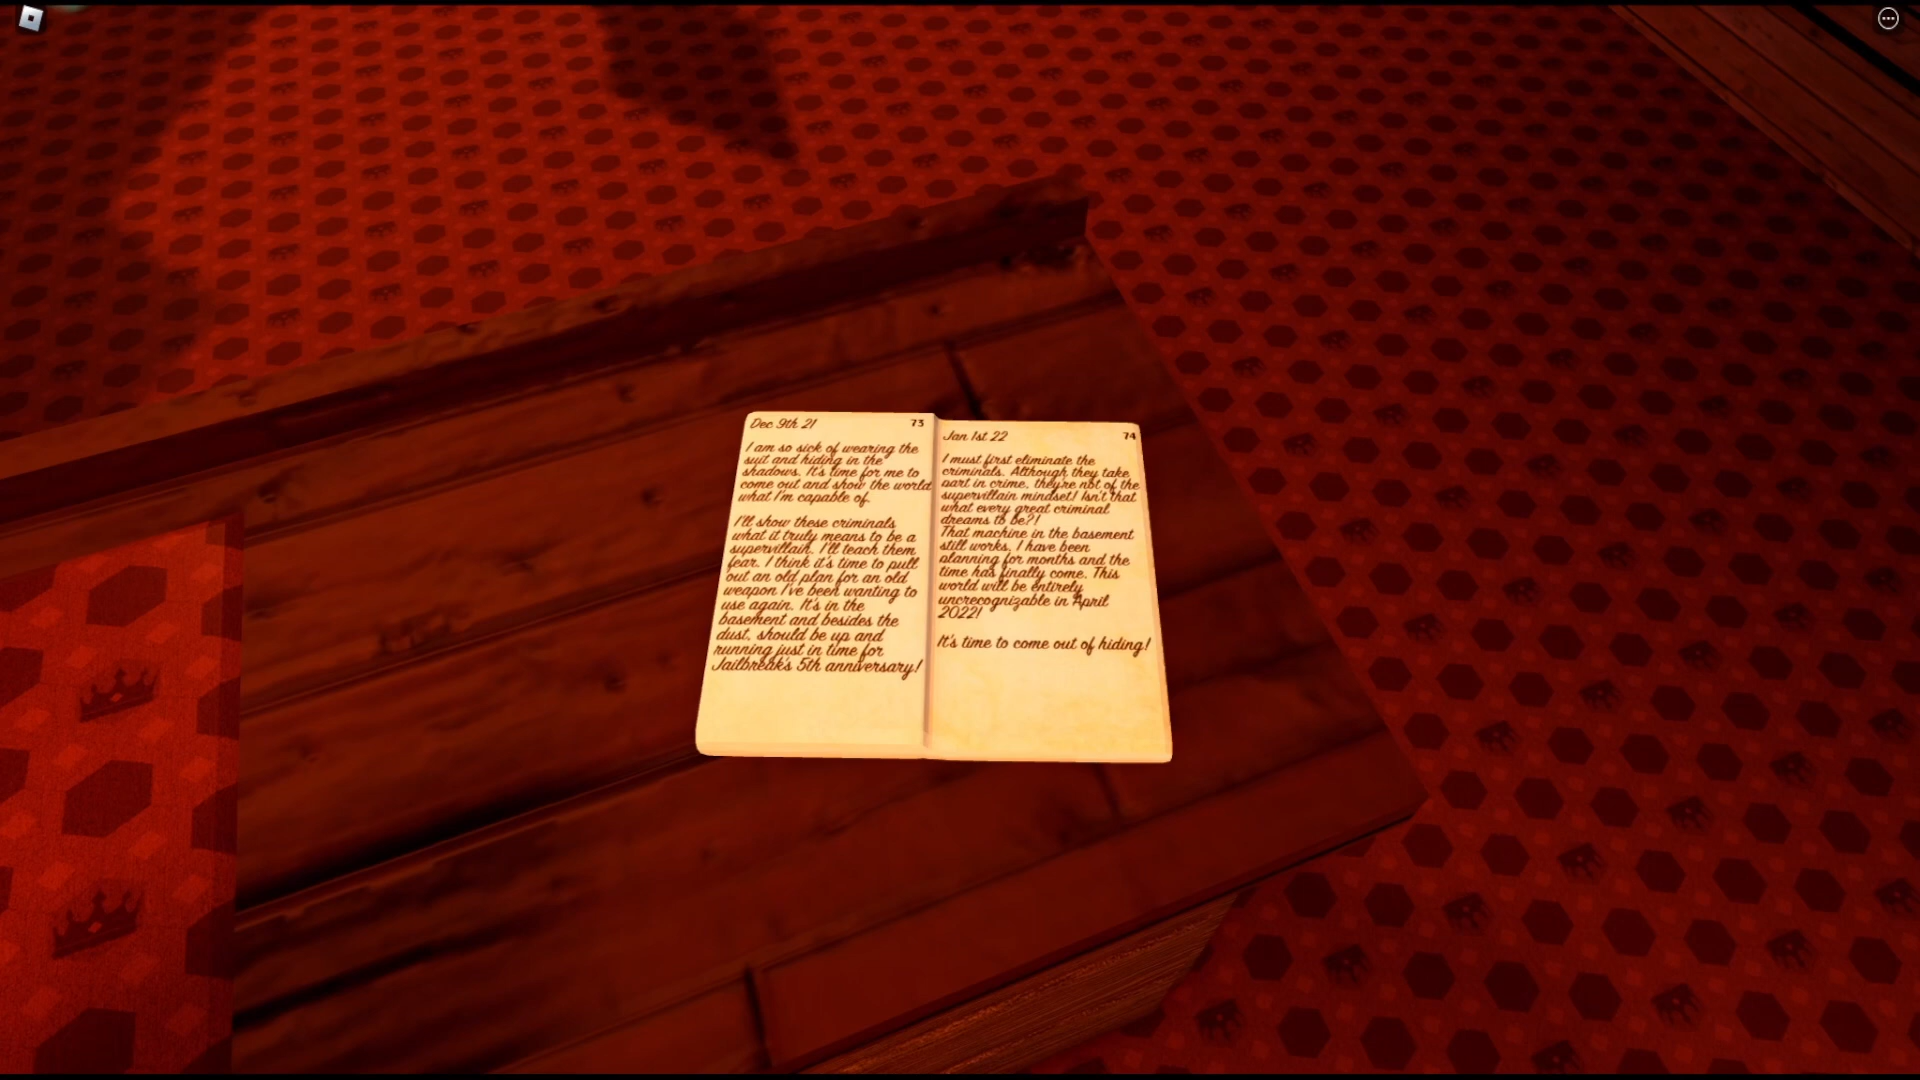 Dec 9th 21
73
I am so sick of wearing the
suit and hiding in the
shadows. It's time for me to
come out and show the world
what I'm capable of.
I'll show these criminals
what it truly means to be a
supervillain. I'll teach them
fear. I think it's time to pull
out an old plan for an old
weapon I've been wanting to
use again. It's in the
basement and besides the
dust, should be up and
running just in time for
Jailbreak's 5th anniversary!
Jan 1st 22
74
I must first eliminate the
criminals. Although they take
part in crime, they're not of the
supervillain mindset! Isn't that
what every great criminal
dreams to be?!
That machine in the basement
still works. I have been
planning for months and the
time has finally come. This
world will be entirely
uncrecognizable in April
2022!
It's time to come out of hiding!